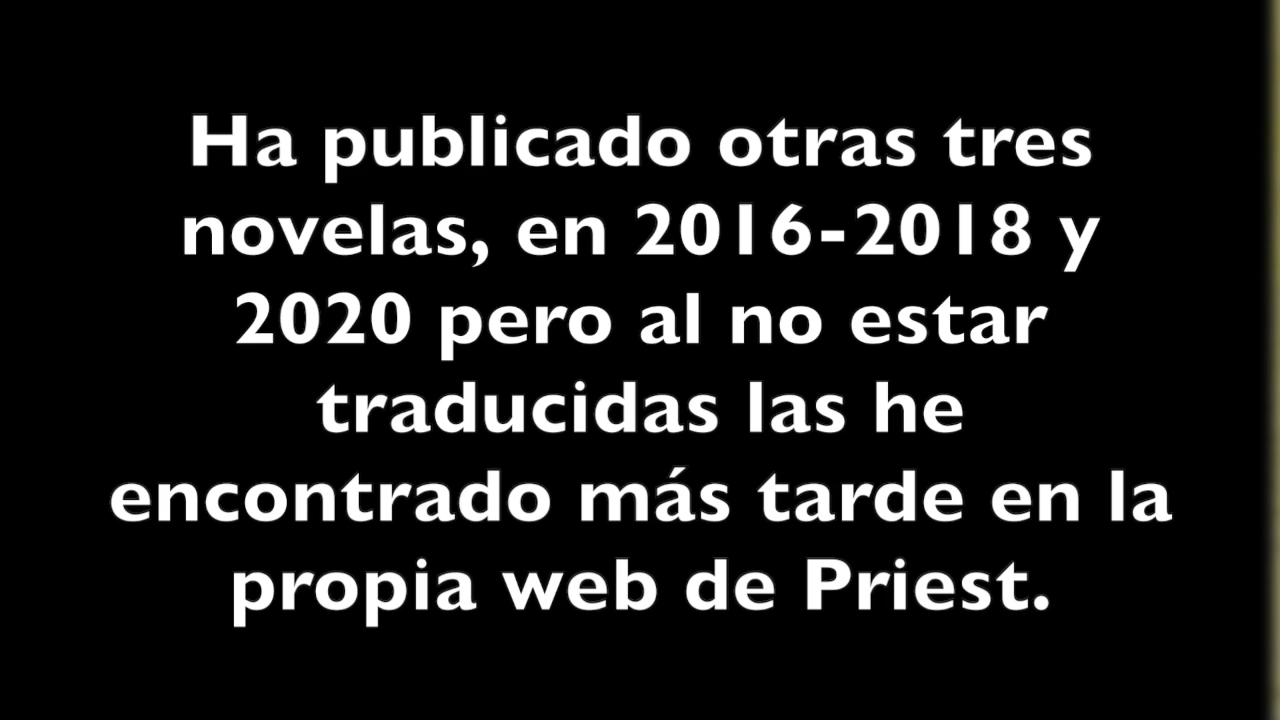 Ha publicado otras tres
novelas, en 2016-2018 y
2020 pero al no estar
traducidas las he
encontrado más tarde en la
propia web de Priest.